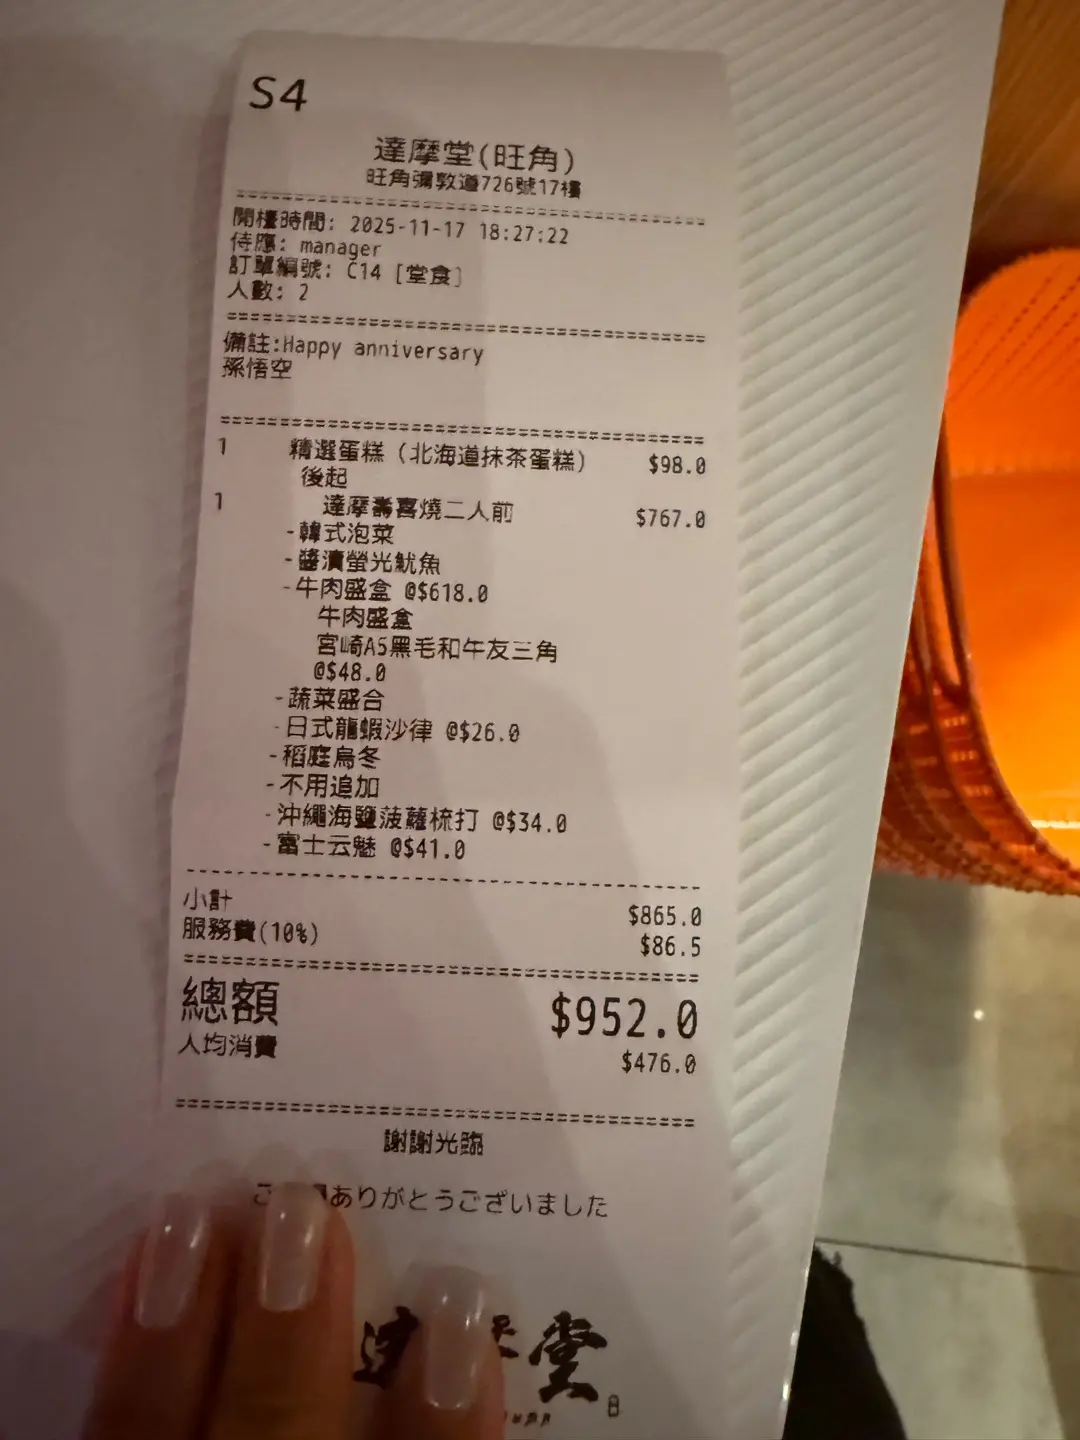 S4
達摩堂(旺角)
旺角彌敦道726號17樓
開檯時間: 2025-11-17 18:27:22
侍應: manager
訂單編號: C14 [堂食]
人數: 2
備註:Happy anniversary
孫悟空
1 精選蛋糕（北海道抹茶蛋糕） $98.0
後起
1 達摩壽喜燒二人前 $767.0
-韓式泡菜
-醬漬螢光魷魚
-牛肉盛盒 @$618.0
牛肉盛盒
宮崎A5黑毛和牛友三角
@$48.0
-蔬菜盛合
-日式龍蝦沙律 @$26.0
-稻庭烏冬
-不用追加
-沖繩海鹽菠蘿梳打 @$34.0
-富士云魅 @$41.0
小計 $865.0
服務費(10%) $86.5
總額 $952.0
人均消費 $476.0
謝謝光臨
ありがとうございました
達 堂